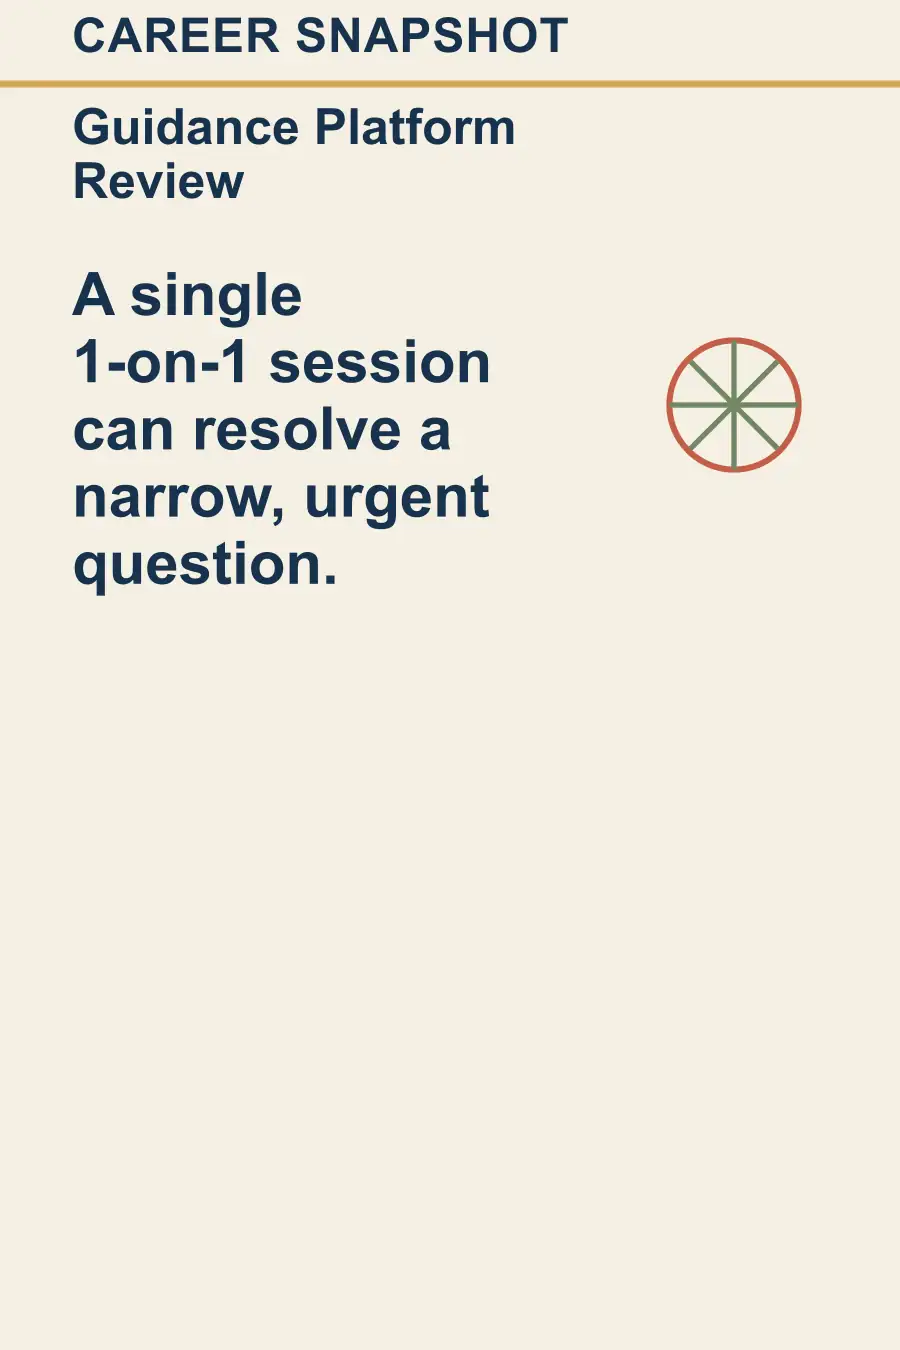 CAREER SNAPSHOT
Guidance Platform
Review
A single
1-on-1 session
can resolve a
narrow, urgent
question.